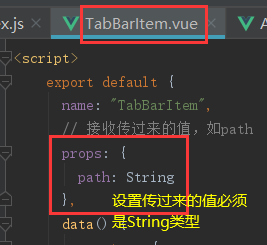 ex.js
TabBarItem.vue
<script>
export default {
name: "TabBarItem",
// 接收传过来的值，如path
props: {
path: String
},
设置传过来的值必须
是String类型
data()